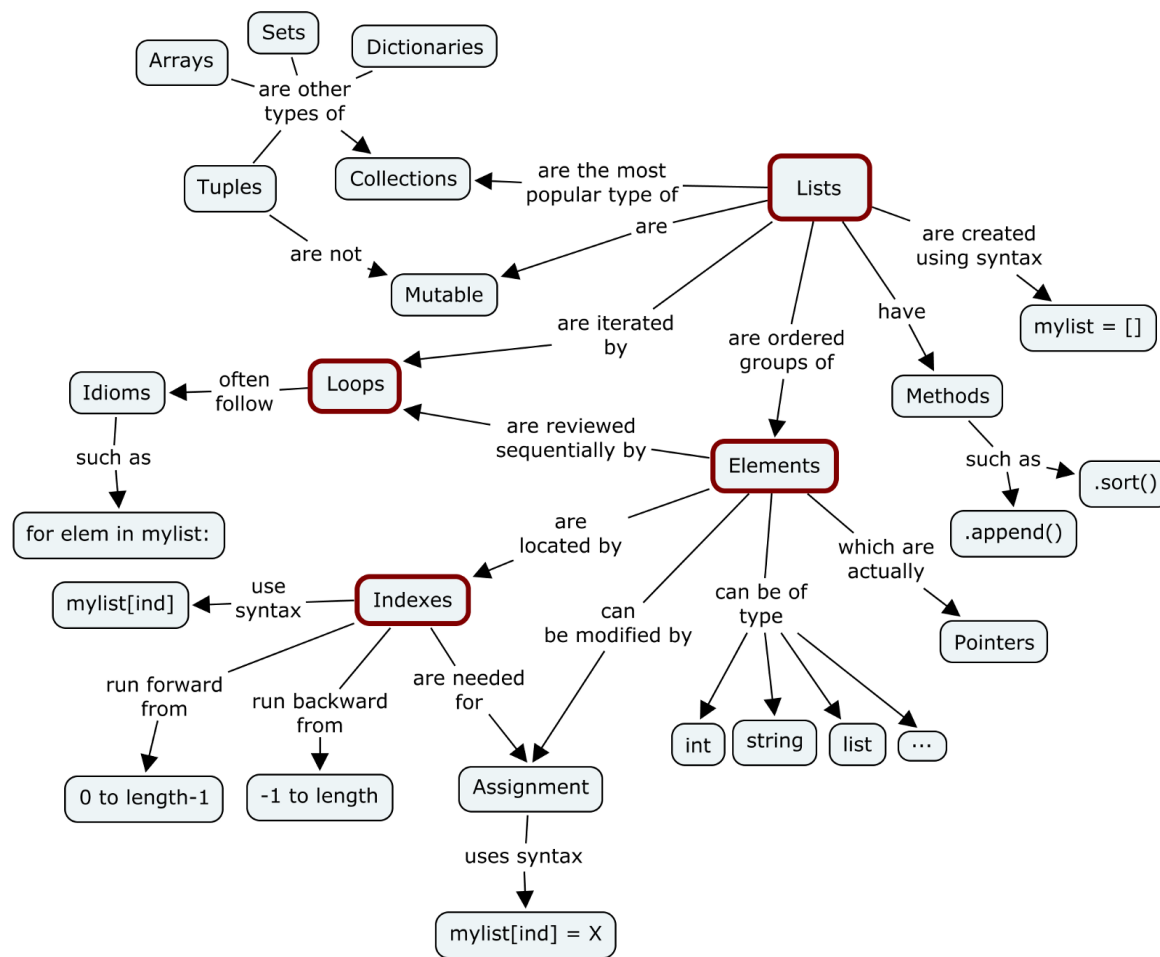 Sets
Dictionaries
Arrays
are other
types of
Tuples
Collections
are the most
popular type of
Lists
are
are not
Mutable
are created
using syntax
mylist = []
have
are iterated
by
are ordered
groups of
Loops
often
follow
Idioms
Methods
such as
are reviewed
sequentially by
Elements
such as
.sort()
.append()
for elem in mylist:
are
located by
which are
actually
mylist[ind]
use
syntax
Indexes
can
be modified by
can be of
type
Pointers
run forward
from
run backward
from
are needed
for
int
string
list
...
0 to length-1
-1 to length
Assignment
uses syntax
mylist[ind] = X